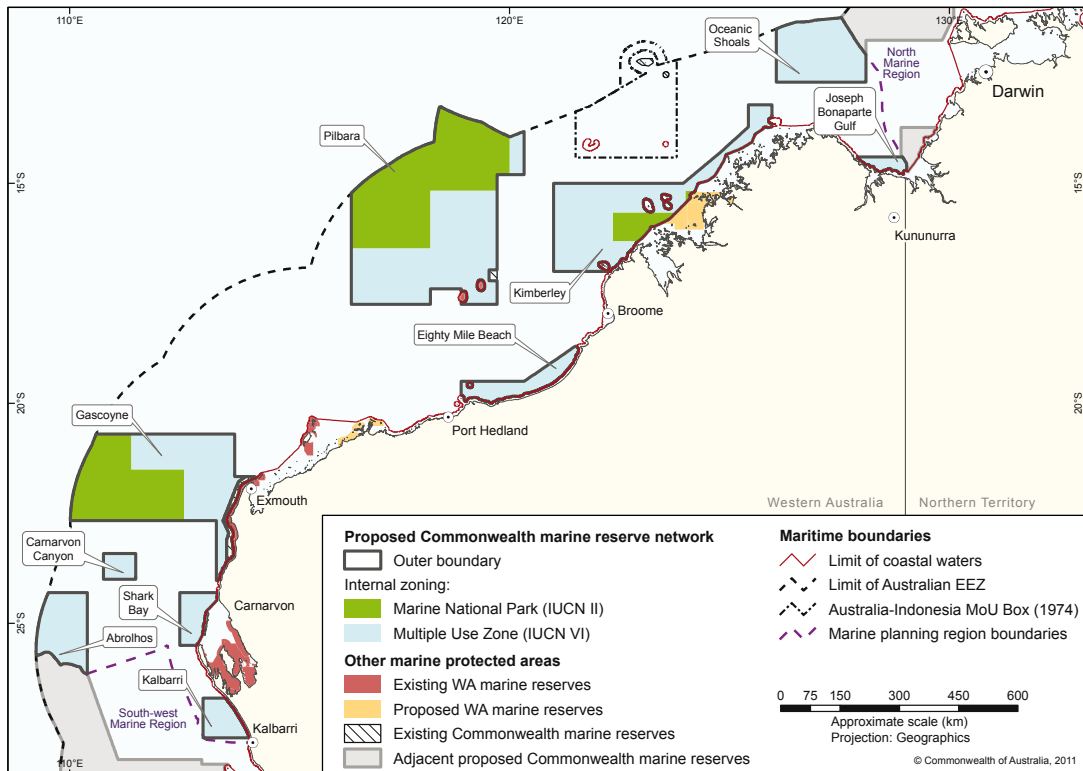 110°E
120°E
130°E
Oceanic
Shoals
North
Marine
Region
Darwin
Joseph
Bonaparte
Gulf
Pilbara
15°S
15°S
Kununurra
Kimberley
Broome
Eighty Mile Beach
20°S
20°S
Gascoyne
Port Hedland
Exmouth
Western Australia
Northern Territory
Carnarvon
Canyon
Shark
Bay
Carnarvon
25°S
Abrolhos
Kalbarri
South-west
Marine Region
Kalbarri
110°E
Proposed Commonwealth marine reserve network
Outer boundary
Internal zoning:
Marine National Park (IUCN II)
Multiple Use Zone (IUCN VI)
Other marine protected areas
Existing WA marine reserves
Proposed WA marine reserves
Existing Commonwealth marine reserves
Adjacent proposed Commonwealth marine reserves
Maritime boundaries
Limit of coastal waters
Limit of Australian EEZ
Australia-Indonesia MoU Box (1974)
Marine planning region boundaries
0 75 150 300 450 600
Approximate scale (km)
Projection: Geographics
© Commonwealth of Australia, 2011